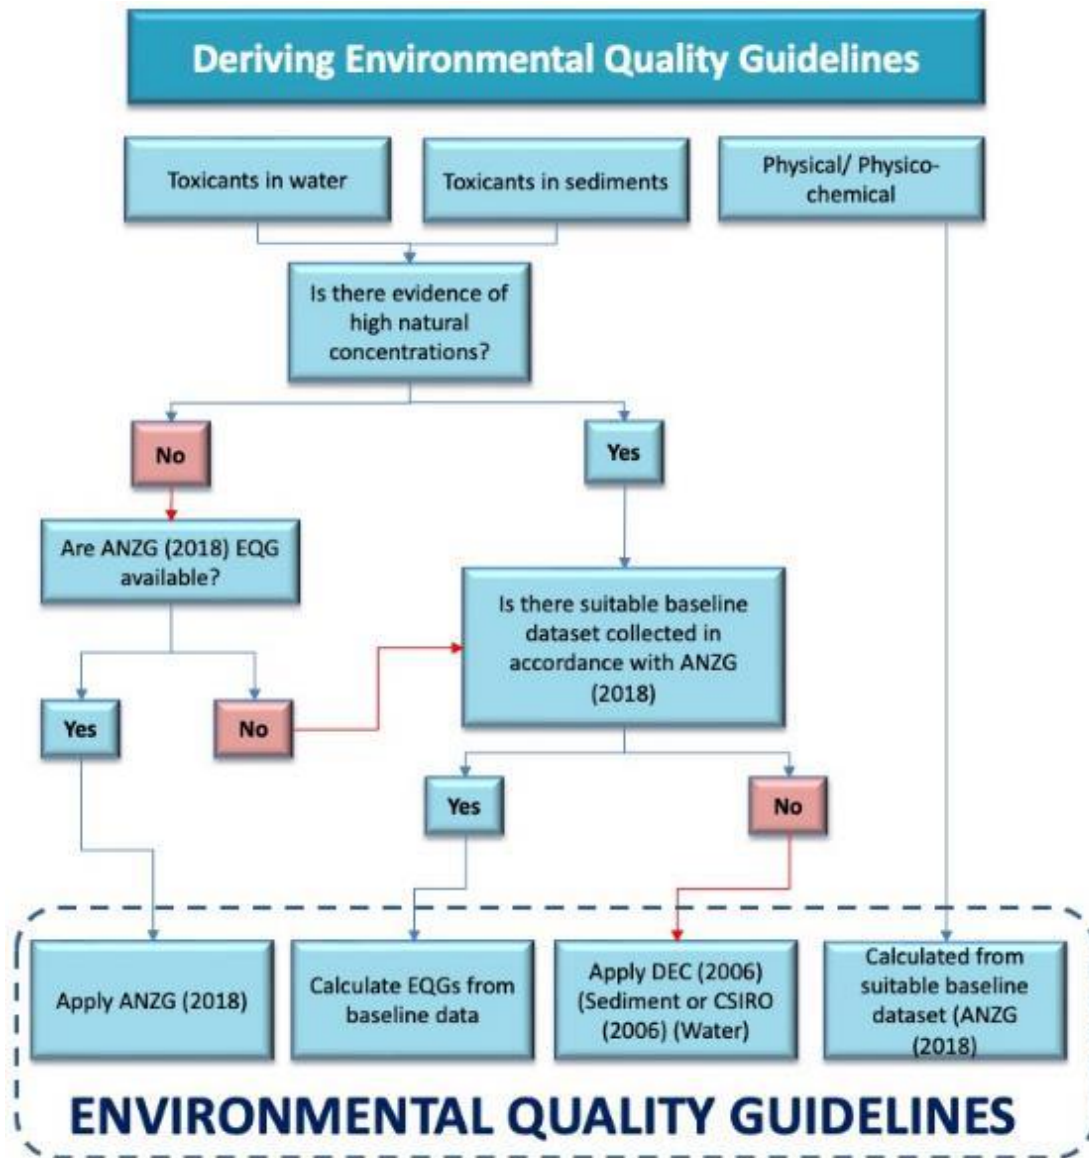 Deriving Environmental Quality Guidelines
Toxicants in water
Toxicants in sediments
Physical/ Physico-
chemical
Is there evidence of
high natural
concentrations?
No
Yes
Are ANZG (2018) EQG
available?
Is there suitable baseline
dataset collected in
accordance with ANZG
(2018)
Yes
No
Yes
No
Apply ANZG (2018)
Calculate EQGs from
baseline data
Apply DEC (2006)
(Sediment or CSIRO
(2006) (Water)
Calculated from
suitable baseline
dataset (ANZG
(2018)
ENVIRONMENTAL QUALITY GUIDELINES